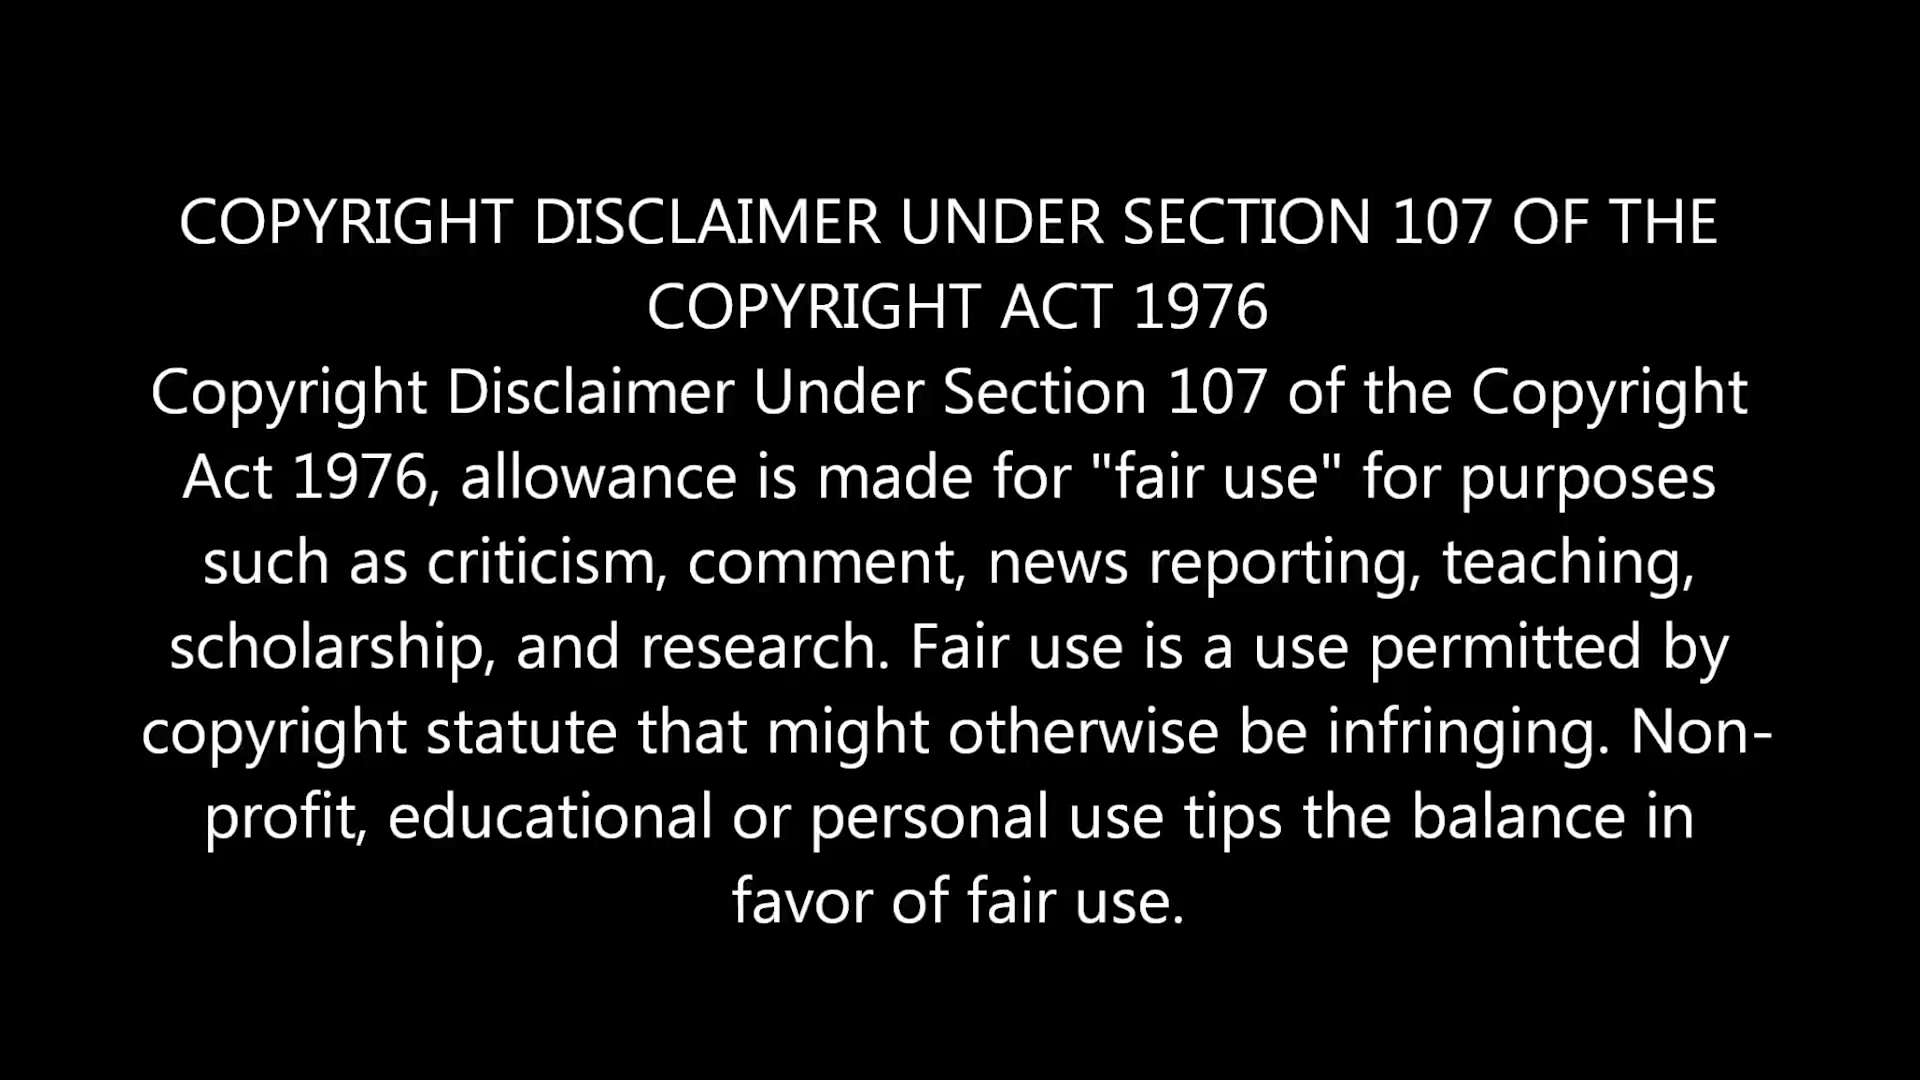 COPYRIGHT DISCLAIMER UNDER SECTION 107 OF THE
COPYRIGHT ACT 1976
Copyright Disclaimer Under Section 107 of the Copyright
Act 1976, allowance is made for "fair use" for purposes
such as criticism, comment, news reporting, teaching,
scholarship, and research. Fair use is a use permitted by
copyright statute that might otherwise be infringing. Non-
profit, educational or personal use tips the balance in
favor of fair use.